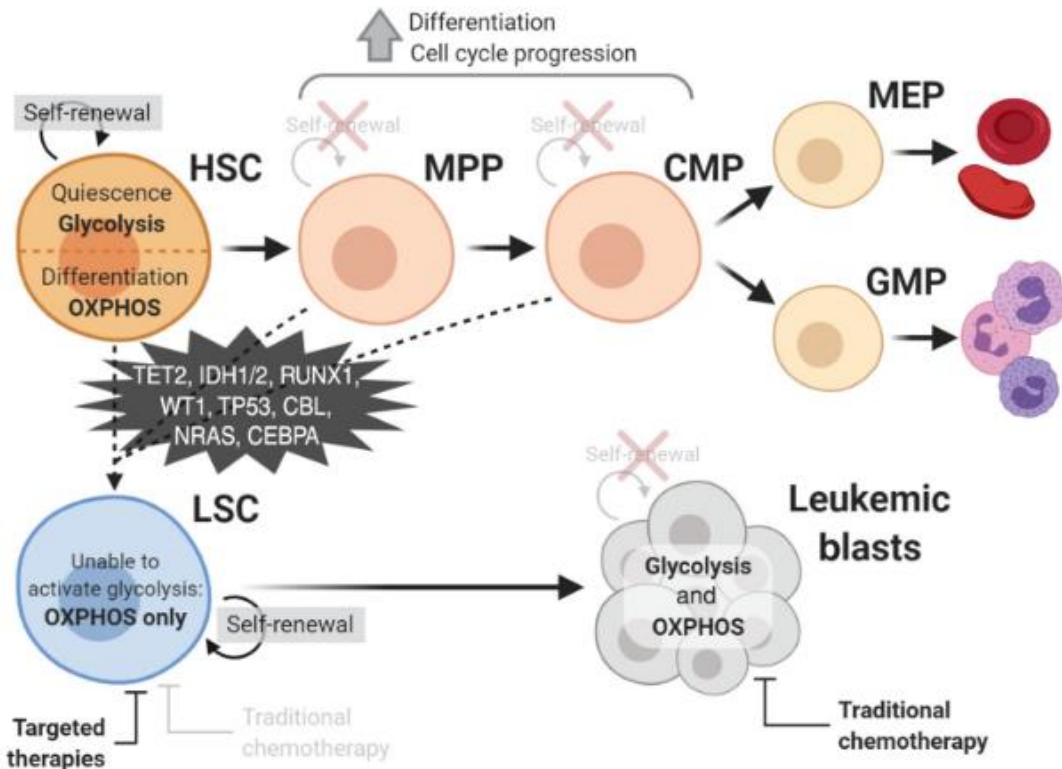 Differentiation
Cell cycle progression
Self-renewal
HSC
Quiescence
Glycolysis
Differentiation
OXPHOS
Self-renewal
MPP
Self-renewal
CMP
MEP
GMP
TET2, IDH1/2, RUNX1,
WT1, TP53, CBL,
NRAS, CEBPA
LSC
Unable to
activate glycolysis:
OXPHOS only
Self-renewal
Self-renewal
Leukemic
blasts
Glycolysis
and
OXPHOS
Targeted
therapies
Traditional
chemotherapy
Traditional
chemotherapy